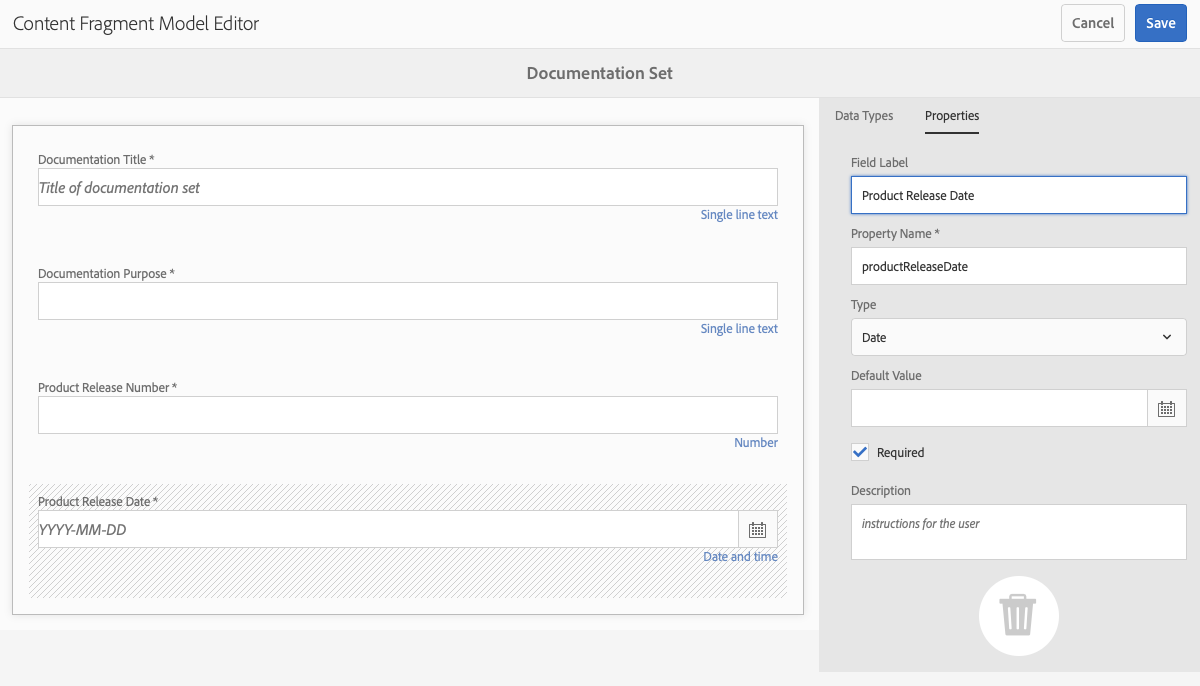 Content Fragment Model Editor
Cancel
Save
Documentation Set
Data Types
Properties
Documentation Title *
Title of documentation set
Single line text
Documentation Purpose *
Single line text
Product Release Number *
Number
Product Release Date *
YYYY-MM-DD
Date and time
Field Label
Product Release Date
Property Name *
productReleaseDate
Type
Date
Default Value
Required
Description
instructions for the user